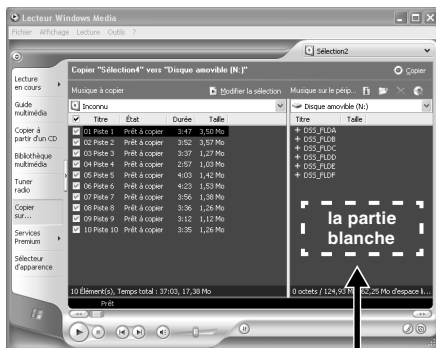 Lecteur Windows Media
Fichier Affichage Lecture Outils ?
Sélection2
Copier "Sélection4" vers "Disque amovible (N:)"
Copier
Musique à copier
Modifier la sélection
Musique sur le périp...
Inconnu
Disque amovible (N:)
Titre État Durée Taille
Titre Taille
01 Piste 1 Prêt à copier 3:47 3,50 Mo
02 Piste 2 Prêt à copier 3:52 3,57 Mo
03 Piste 3 Prêt à copier 3:37 1,27 Mo
04 Piste 4 Prêt à copier 2:57 1,03 Mo
05 Piste 5 Prêt à copier 4:03 1,42 Mo
06 Piste 6 Prêt à copier 4:23 1,53 Mo
07 Piste 7 Prêt à copier 3:56 1,38 Mo
08 Piste 8 Prêt à copier 3:36 1,26 Mo
09 Piste 9 Prêt à copier 3:12 1,12 Mo
10 Piste 10 Prêt à copier 3:35 1,26 Mo
DSS_FLDA
DSS_FLDB
DSS_FLDC
DSS_FLDD
DSS_FLDE
DSS_FLDF
la partie
blanche
Lecture
en cours
Guide
multimédia
Copier à
partir d'un CD
Bibliothèque
multimédia
Tuner
radio
Copier
sur...
Services
Premium
Sélecteur
d'apparence
10 Élément(s), Temps total : 37:03, 17,38 Mo
0 octets / 124,93 Mo d'espace li...
Prêt